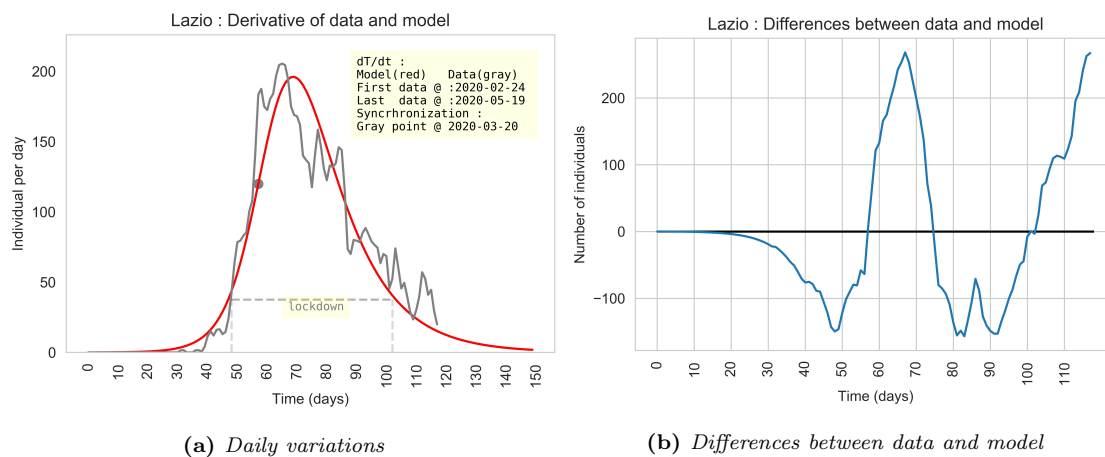 Lazio : Derivative of data and model
Individual per day
200
150
100
50
0
dT/dt :
Model(red)   Data(gray)
First data @ :2020-02-24
Last  data @ :2020-05-19
Syncrhronization :
Gray point @ 2020-03-20
lockdown
0 10 20 30 40 50 60 70 80 90 100 110 120 130 140 150
Time (days)
(a) Daily variations
Lazio : Differences between data and model
Number of individuals
200
100
0
−100
0 10 20 30 40 50 60 70 80 90 100 110
Time (days)
(b) Differences between data and model